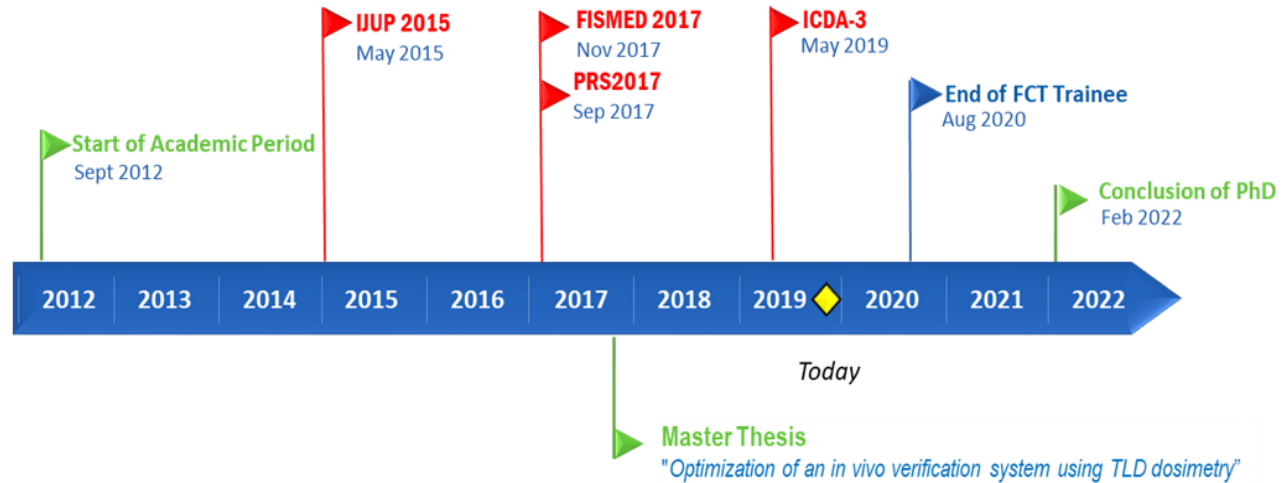 IJUP 2015
May 2015
FISMED 2017
Nov 2017
PRS2017
Sep 2017
ICDA-3
May 2019
End of FCT Trainee
Aug 2020
Start of Academic Period
Sept 2012
Conclusion of PhD
Feb 2022
2012 2013 2014 2015 2016 2017 2018 2019 2020 2021 2022
Today
Master Thesis
"Optimization of an in vivo verification system using TLD dosimetry”